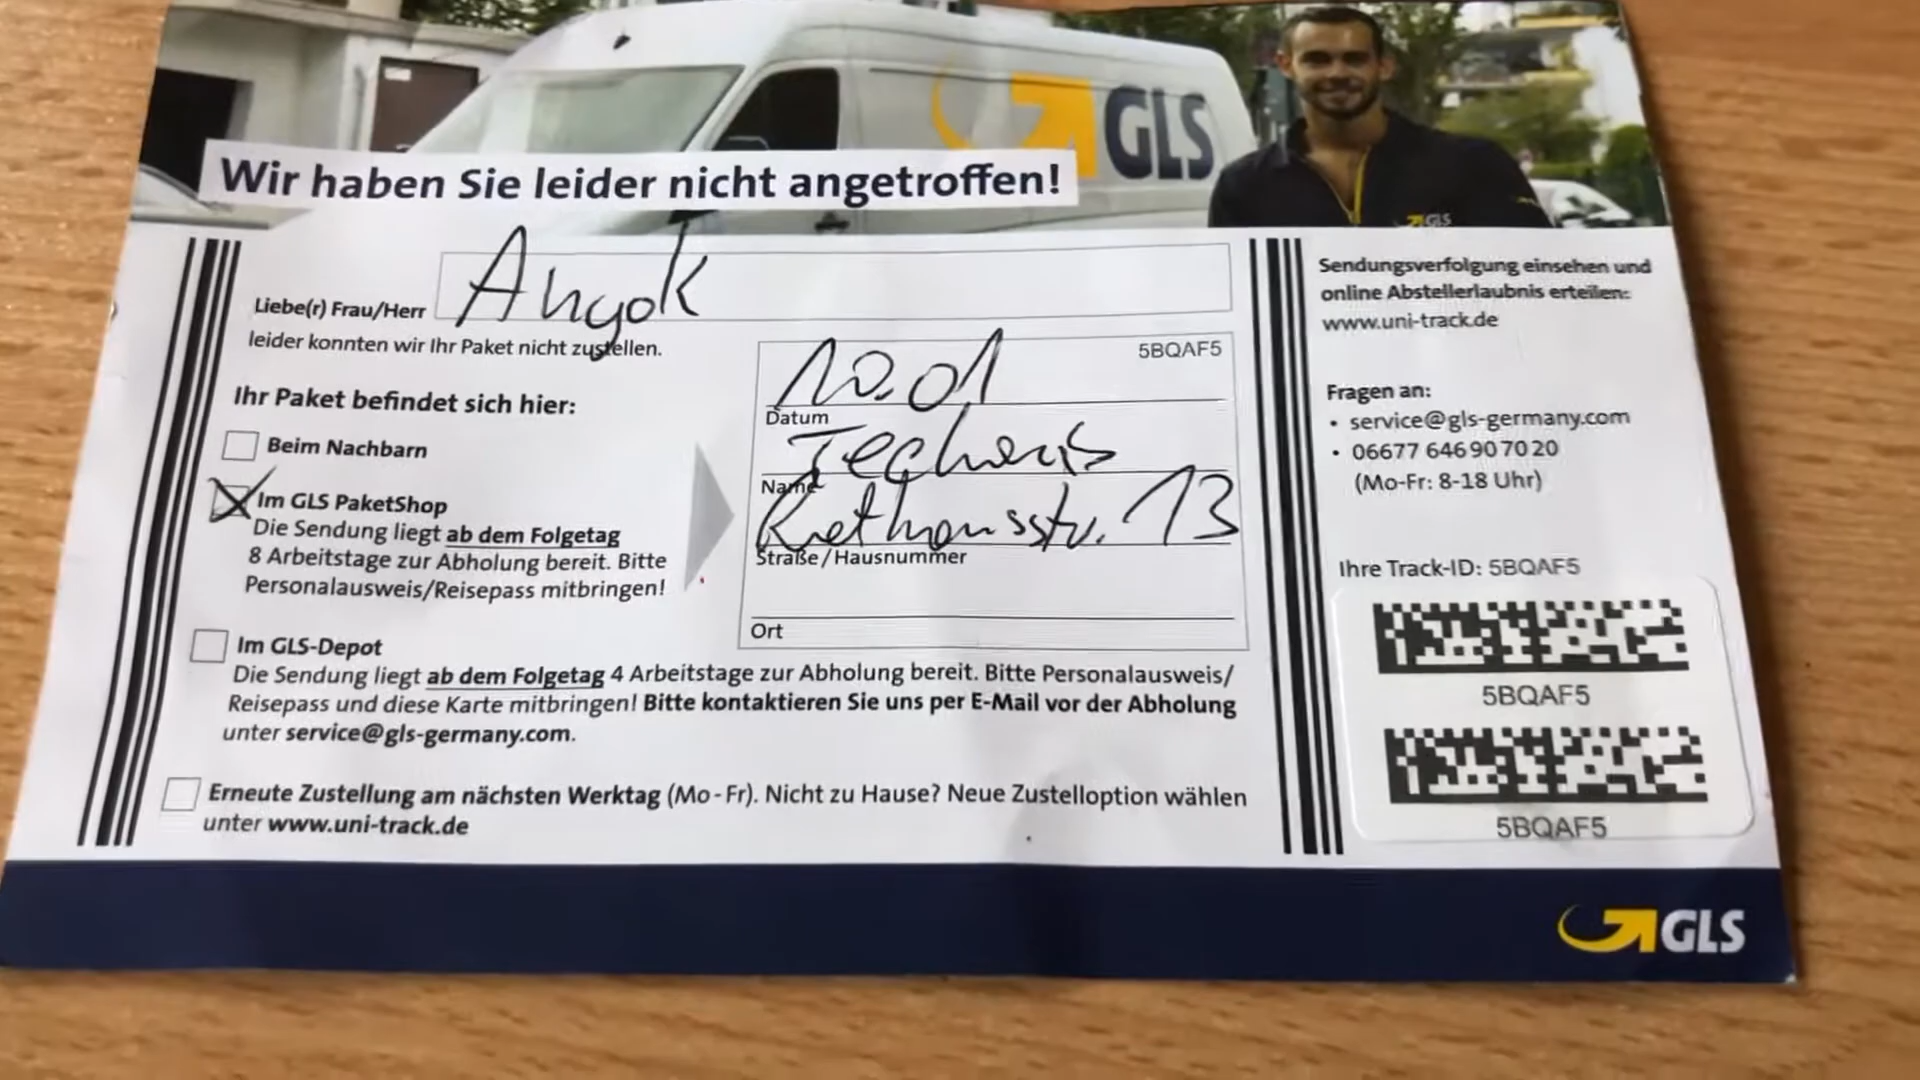 GLS
GLS
Wir haben Sie leider nicht angetroffen!
Liebe(r) Frau/Herr Anyok
leider konnten wir Ihr Paket nicht zustellen.
Ihr Paket befindet sich hier:
Beim Nachbarn
Im GLS PaketShop
Die Sendung liegt ab dem Folgetag
8 Arbeitstage zur Abholung bereit. Bitte
Personalausweis/Reisepass mitbringen!
5BQAF5
10.01
Datum
Name
13
Straße/Hausnummer
Ort
Im GLS-Depot
Die Sendung liegt ab dem Folgetag 4 Arbeitstage zur Abholung bereit. Bitte Personalausweis/
Reisepass und diese Karte mitbringen! Bitte kontaktieren Sie uns per E-Mail vor der Abholung
unter service@gls-germany.com.
Erneute Zustellung am nächsten Werktag (Mo-Fr). Nicht zu Hause? Neue Zustelloption wählen
unter www.uni-track.de
Sendungsverfolgung einsehen und
online Abstellerlaubnis erteilen:
www.uni-track.de
Fragen an:
• service@gls-germany.com
• 06677 646 90 70 20
(Mo-Fr: 8-18 Uhr)
Ihre Track-ID: 5BQAF5
5BQAF5
5BQAF5
GLS